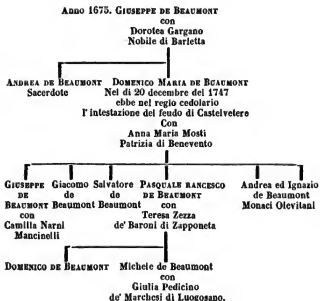 Anno 1675. GIUSEPPE DE BEAUMONT
con
Dorotea Gargano
Nobile di Barletta
ANDREA DE BEAUMONT
Sacerdote
DOMENICO MARIA DE BUAUMONT
Nel dì 20 decembre del 1747
ebbe nel regio cedolario
l' intestazione del feudo di Castelvetere
Con
Anna Maria Mosti
Patrizia di Benevento
GIUSEPPE
DE
BEAUMONT
con
Camilla Narni
Mancinelli
Giacomo
de
Beaumont
Salvatore
de
Beaumont
PASQUALE RANCESCO
DE BEAUMONT
con
Teresa Zezza
de' Baroni di Zapponeta
Andrea ed Ignazio
de Beaumont
Monaci Olevitani
DOMENICO DE BEAUMONT
Michele de Beaumont
con
Giulia Pedicino
de' Marchesi di Luogosano.